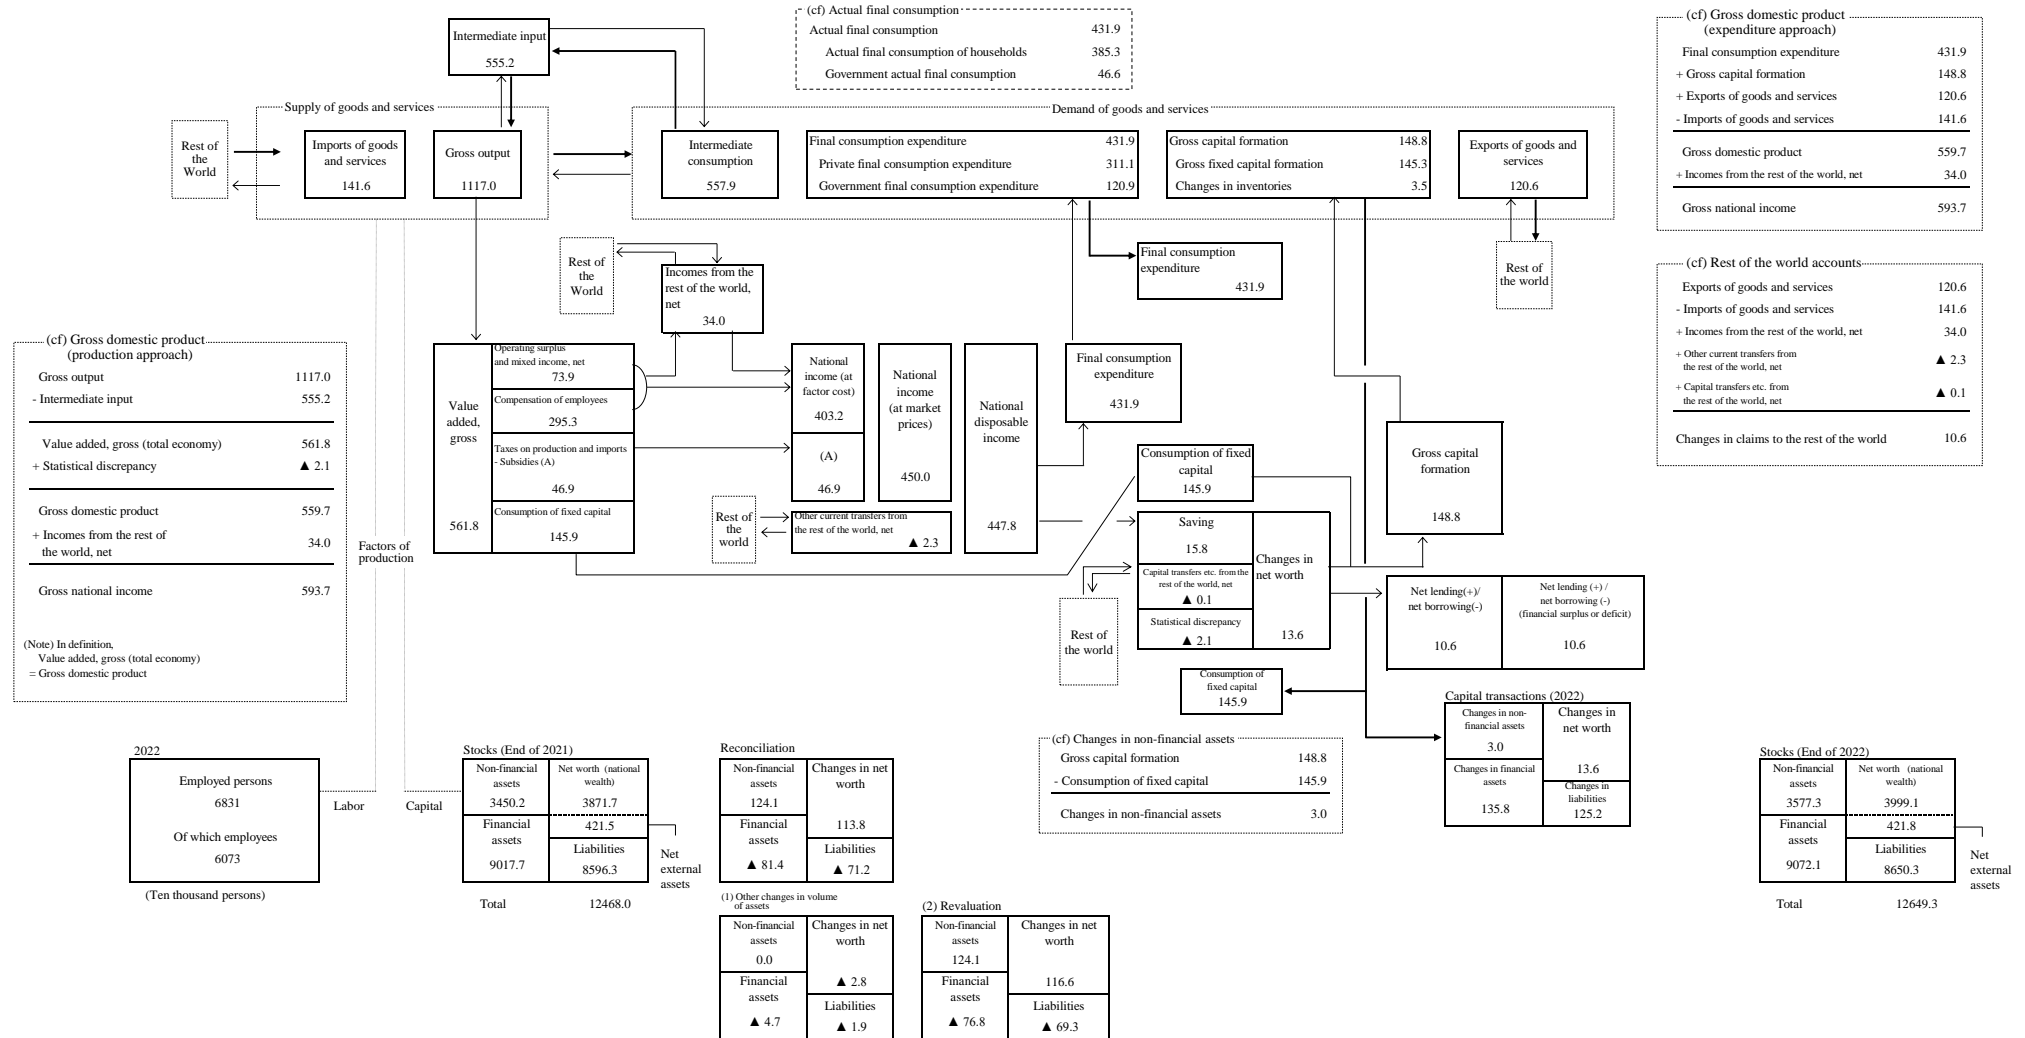 (cf) Actual final consumption
Actual final consumption 431.9
Actual final consumption of households 385.3
Government actual final consumption 46.6
(cf) Gross domestic product
(expenditure approach)
Final consumption expenditure 431.9
+ Gross capital formation 148.8
+ Exports of goods and services 120.6
- Imports of goods and services 141.6
Gross domestic product 559.7
+ Incomes from the rest of the world, net 34.0
Gross national income 593.7
Intermediate input
555.2
Supply of goods and services
Rest of
the
World
Imports of goods
and services
141.6
Gross output
1117.0
Demand of goods and services
Intermediate
consumption
557.9
Final consumption expenditure 431.9
Private final consumption expenditure 311.1
Government final consumption expenditure 120.9
Gross capital formation 148.8
Gross fixed capital formation 145.3
Changes in inventories 3.5
Exports of goods and
services
120.6
Rest of
the
World
Incomes from the
rest of the world,
net
34.0
Final consumption
expenditure
431.9
Rest of
the world
(cf) Rest of the world accounts
Exports of goods and services 120.6
- Imports of goods and services 141.6
+ Incomes from the rest of the world, net 34.0
+ Other current transfers from
the rest of the world, net ▲ 2.3
+ Capital transfers etc. from
the rest of the world, net ▲ 0.1
Changes in claims to the rest of the world 10.6
(cf) Gross domestic product
(production approach)
Gross output 1117.0
- Intermediate input 555.2
Value added, gross (total economy) 561.8
+ Statistical discrepancy ▲ 2.1
Gross domestic product 559.7
+ Incomes from the rest of
the world, net 34.0
Gross national income 593.7
(Note) In definition,
Value added, gross (total economy)
= Gross domestic product
Factors of
production
Value
added,
gross
561.8
Operating surplus
and mixed income, net
73.9
Compensation of employees
295.3
Taxes on production and imports
- Subsidies (A)
46.9
Consumption of fixed capital
145.9
National
income (at
factor cost)
403.2
(A)
46.9
National
income
(at market
prices)
450.0
Rest of
the
world
Other current transfers from
the rest of the world, net
▲ 2.3
National
disposable
income
447.8
Final consumption
expenditure
431.9
Consumption of fixed
capital
145.9
Saving
15.8
Capital transfers etc. from the
rest of the world, net
▲ 0.1
Statistical discrepancy
▲ 2.1
Changes in
net worth
13.6
Rest of
the world
Gross capital
formation
148.8
Net lending(+)/
net borrowing(-)
10.6
Net lending (+) /
net borrowing (-)
(financial surplus or deficit)
10.6
Consumption of
fixed capital
145.9
Capital transactions (2022)
Changes in non-
financial assets
3.0
Changes in
net worth
13.6
Changes in financial
assets
135.8
Changes in
liabilities
125.2
(cf) Changes in non-financial assets
Gross capital formation 148.8
- Consumption of fixed capital 145.9
Changes in non-financial assets 3.0
2022
Employed persons
6831
Of which employees
6073
(Ten thousand persons)
Labor
Capital
Stocks (End of 2021)
Non-financial
assets
3450.2
Net worth (national
wealth)
3871.7
421.5
Financial
assets
9017.7
Liabilities
8596.3
Net
external
assets
Total 12468.0
Reconciliation
Non-financial
assets
124.1
Changes in net
worth
113.8
Financial
assets
▲ 81.4
Liabilities
▲ 71.2
(1) Other changes in volume
of assets
Non-financial
assets
0.0
Changes in net
worth
▲ 2.8
Financial
assets
▲ 4.7
Liabilities
▲ 1.9
(2) Revaluation
Non-financial
assets
124.1
Changes in net
worth
116.6
Financial
assets
▲ 76.8
Liabilities
▲ 69.3
Stocks (End of 2022)
Non-financial
assets
3577.3
Net worth (national
wealth)
3999.1
421.8
Financial
assets
9072.1
Liabilities
8650.3
Net
external
assets
Total 12649.3